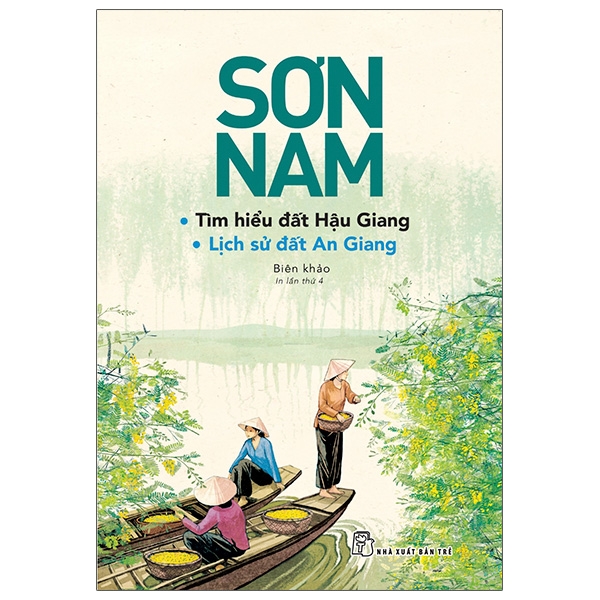 SƠN
NAM
• Tìm hiểu đất Hậu Giang
• Lịch sử đất An Giang
Biên khảo
In lần thứ 4
NHÀ XUẤT BẢN TRẺ